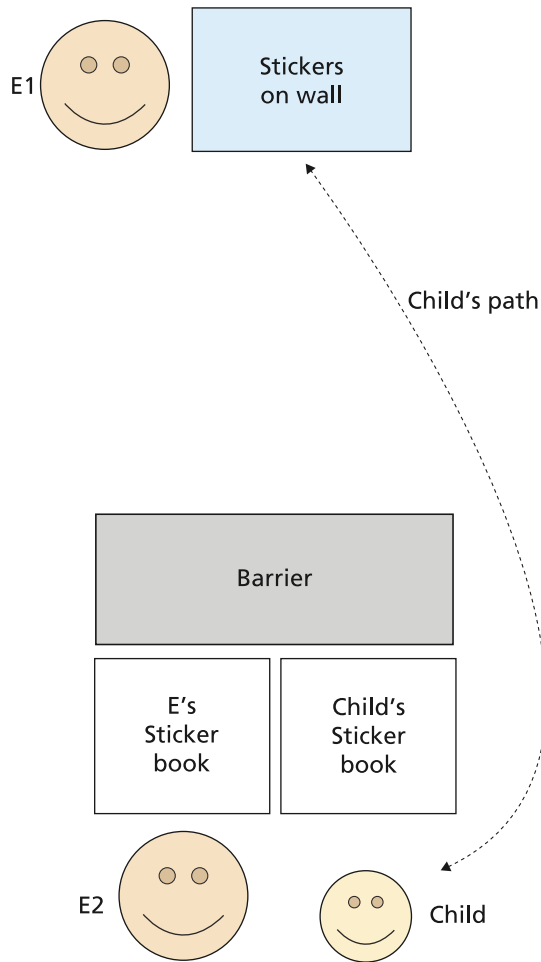 E1
Stickers
on wall
Child’s path
Barrier
E’s
Sticker
book
Child’s
Sticker
book
E2
Child